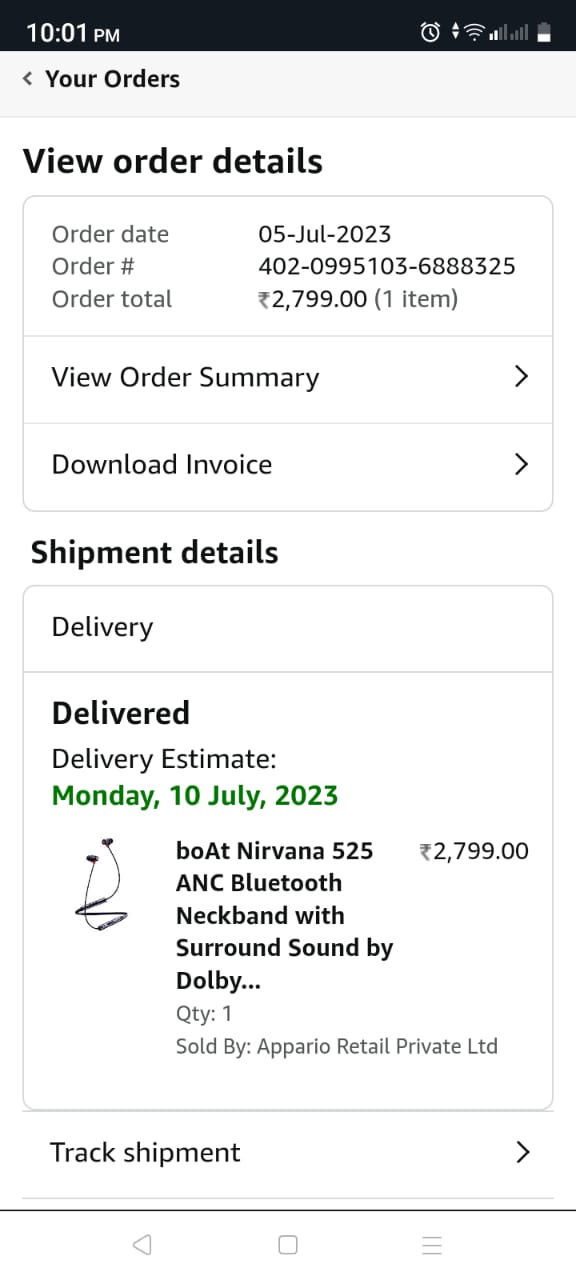 10:01 PM
Your Orders
View order details
Order date 05-Jul-2023
Order # 402-0995103-6888325
Order total ₹2,799.00 (1 item)
View Order Summary
Download Invoice
Shipment details
Delivery
Delivered
Delivery Estimate:
Monday, 10 July, 2023
boAt Nirvana 525 ₹2,799.00
ANC Bluetooth
Neckband with
Surround Sound by
Dolby...
Qty: 1
Sold By: Appario Retail Private Ltd
Track shipment